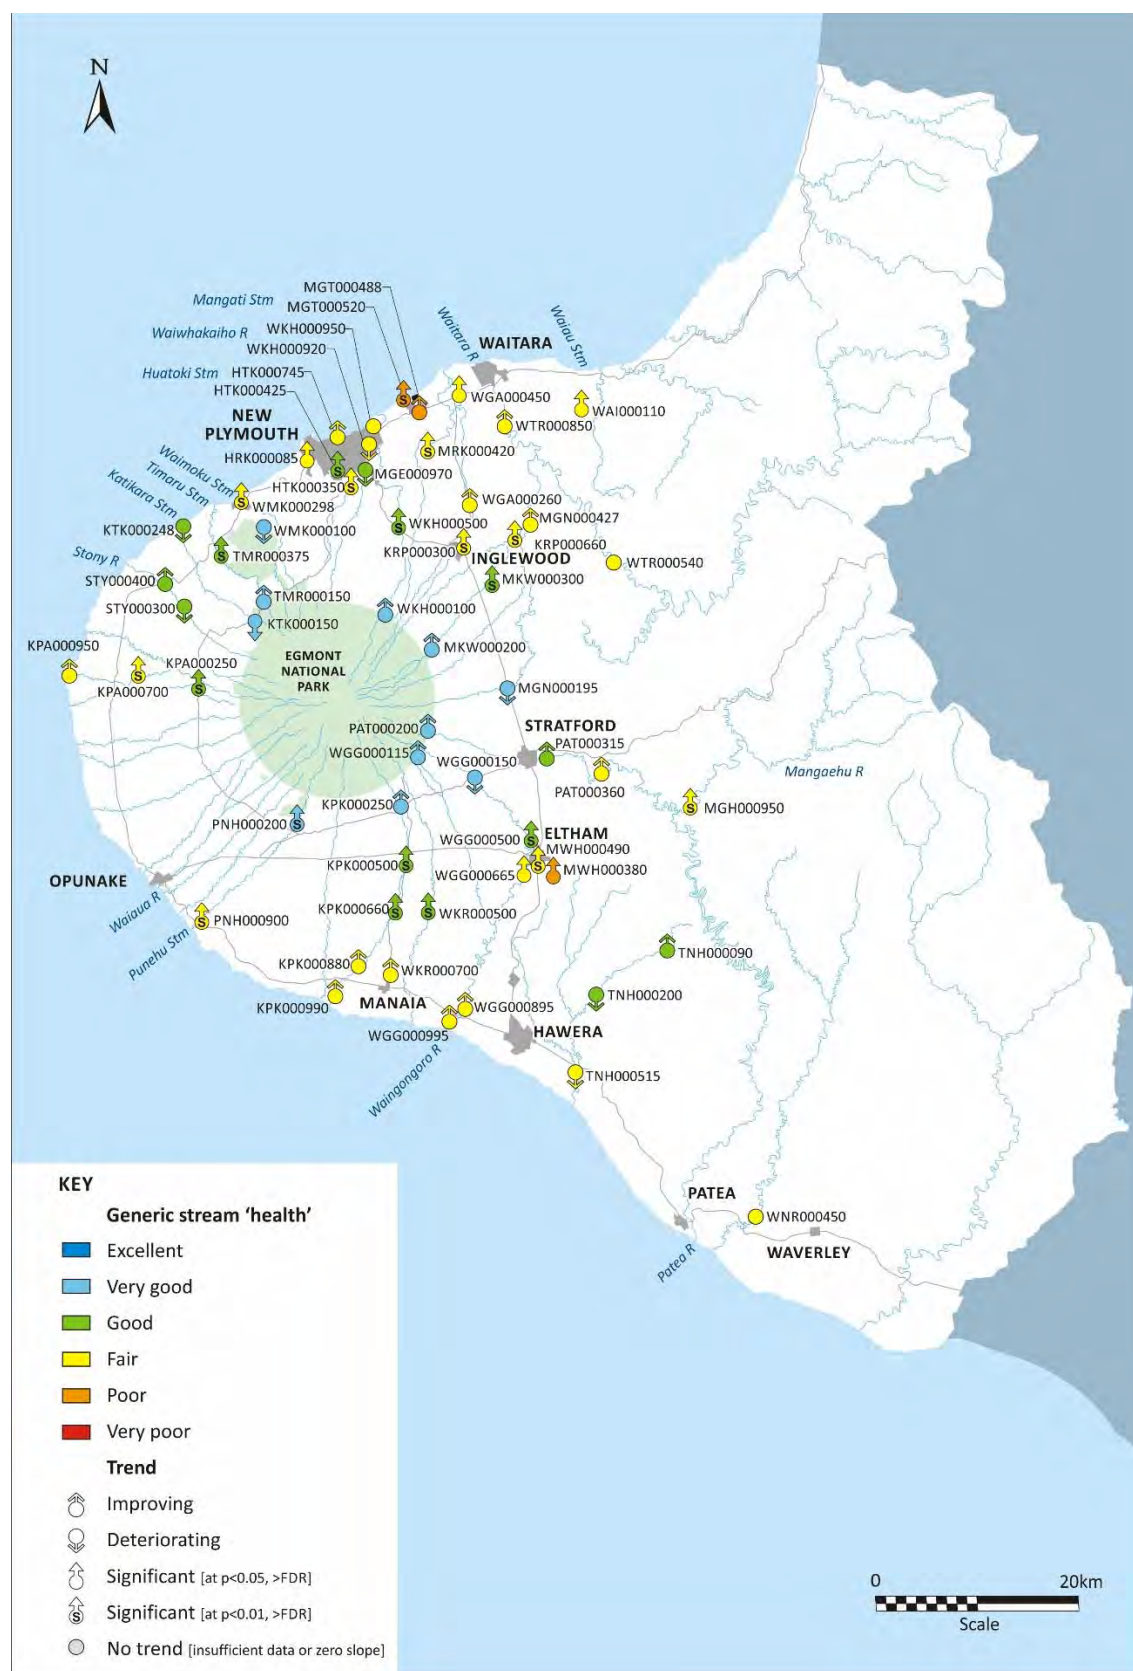 N
MGT000488
Mangati Stm
MGT000520
Waiwhakaiho R
WKH000950
WKH000920
Huatoki Stm
HTK000745
HTK000425
Waitara R
WAITARA
Waiau Stm
NEW
PLYMOUTH
WGA000450
WAI000110
WTR000850
HRK000085
MRK000420
MGE000970
HTK000350
Waimoku Stm
Timaru Stm
Katikara Stm
WMK000298
WGA000260
MGN000427
KTK000248
WMK000100
WKH000500
KRP000660
KRP000300
Stony R
TMR000375
INGLEWOOD
WTR000540
STY000400
MKW000300
TMR000150
WKH000100
STY000300
KTK000150
KPA000950
KPA000250
EGMONT
NATIONAL
PARK
MKW000200
KPA000700
MGN000195
PAT000200
STRATFORD
PAT000315
WGG000115
WGG000150
PAT000360
Mangaehu R
KPK000250
MGH000950
PNH000200
WGG000500
ELTHAM
MWH000490
KPK000500
WGG000665
MWH000380
OPUNAKE
Waiaua R
KPK000660
WKR000500
PNH000900
Punehu Stm
TNH000090
KPK000880
WKR000700
TNH000200
KPK000990
MANAIA
WGG000895
WGG000995
HAWERA
Waingongoro R
TNH000515
PATEA
WNR000450
WAVERLEY
Patea R
KEY
Generic stream ‘health’
Excellent
Very good
Good
Fair
Poor
Very poor
Trend
Improving
Deteriorating
Significant [at p<0.05, >FDR]
S Significant [at p<0.01, >FDR]
No trend [insufficient data or zero slope]
0 20km
Scale